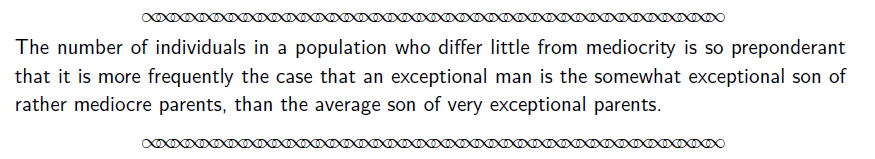 The number of individuals in a population who differ little from mediocrity is so preponderant
that it is more frequently the case that an exceptional man is the somewhat exceptional son of
rather mediocre parents, than the average son of very exceptional parents.